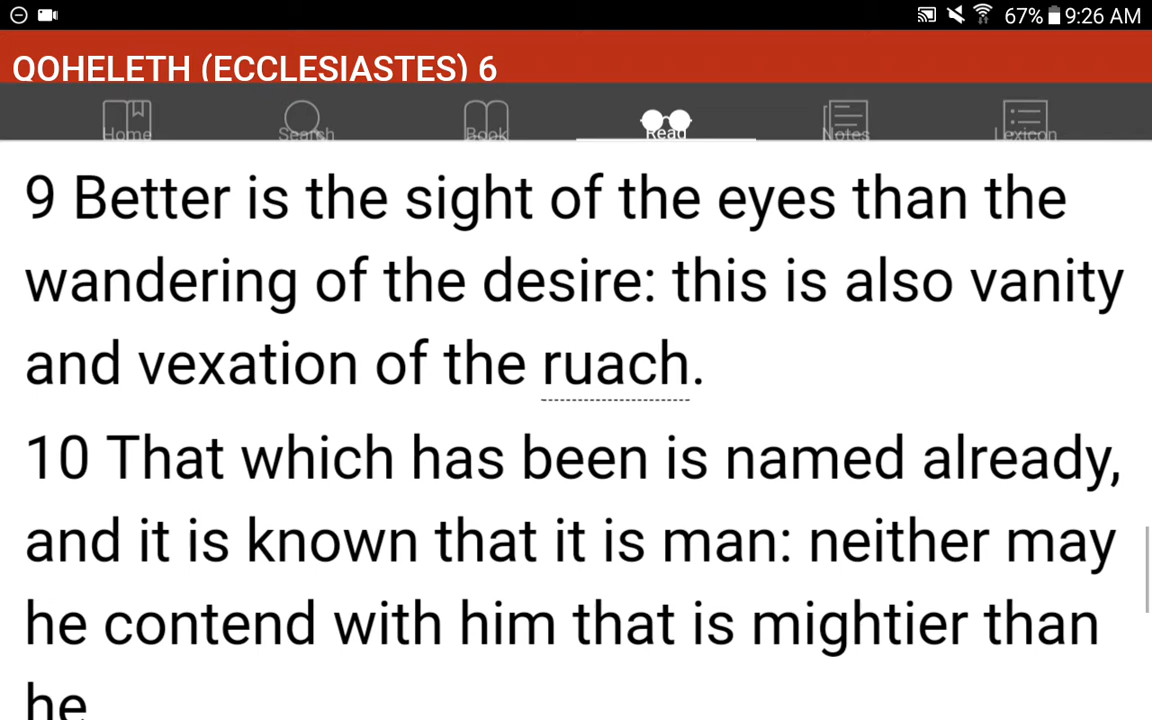 67% 9:26 AM
QOHELETH (ECCLESIASTES) 6
Home Search Book Read Notes Lexicon
9 Better is the sight of the eyes than the
wandering of the desire: this is also vanity
and vexation of the ruach.
10 That which has been is named already,
and it is known that it is man: neither may
he contend with him that is mightier than
he